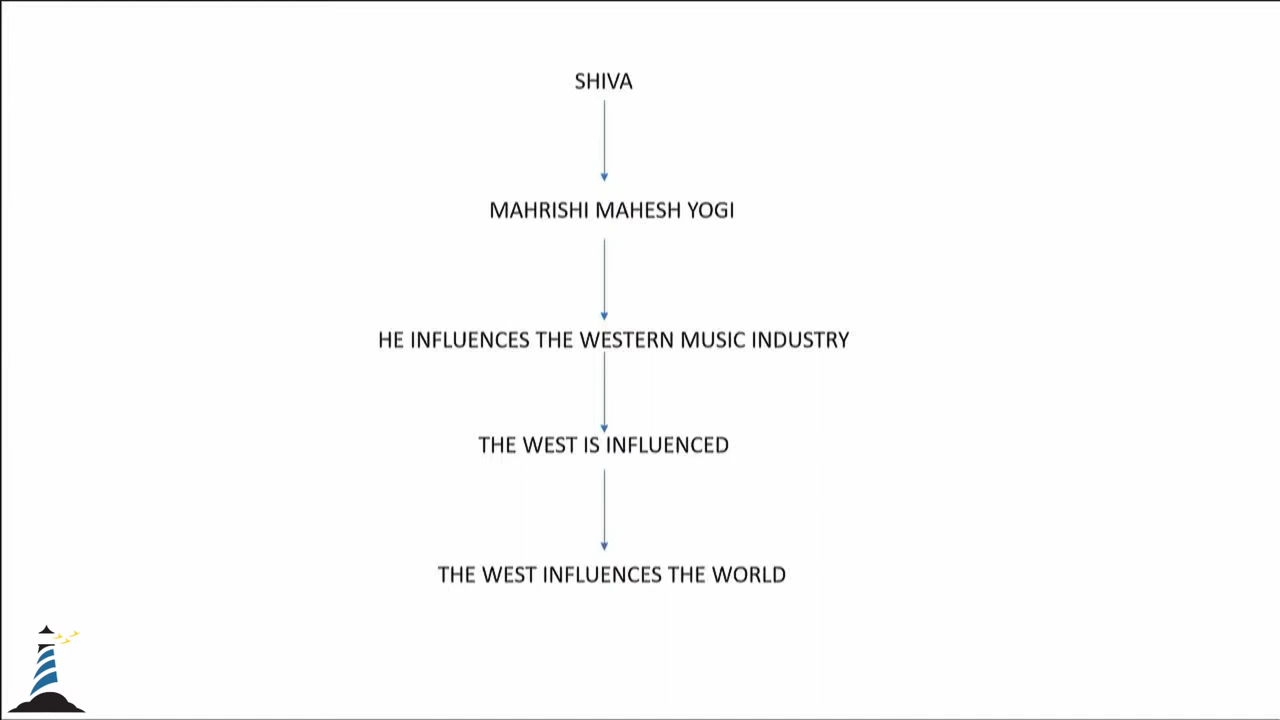 SHIVA
MAHRISHI MAHESH YOGI
HE INFLUENCES THE WESTERN MUSIC INDUSTRY
THE WEST IS INFLUENCED
THE WEST INFLUENCES THE WORLD